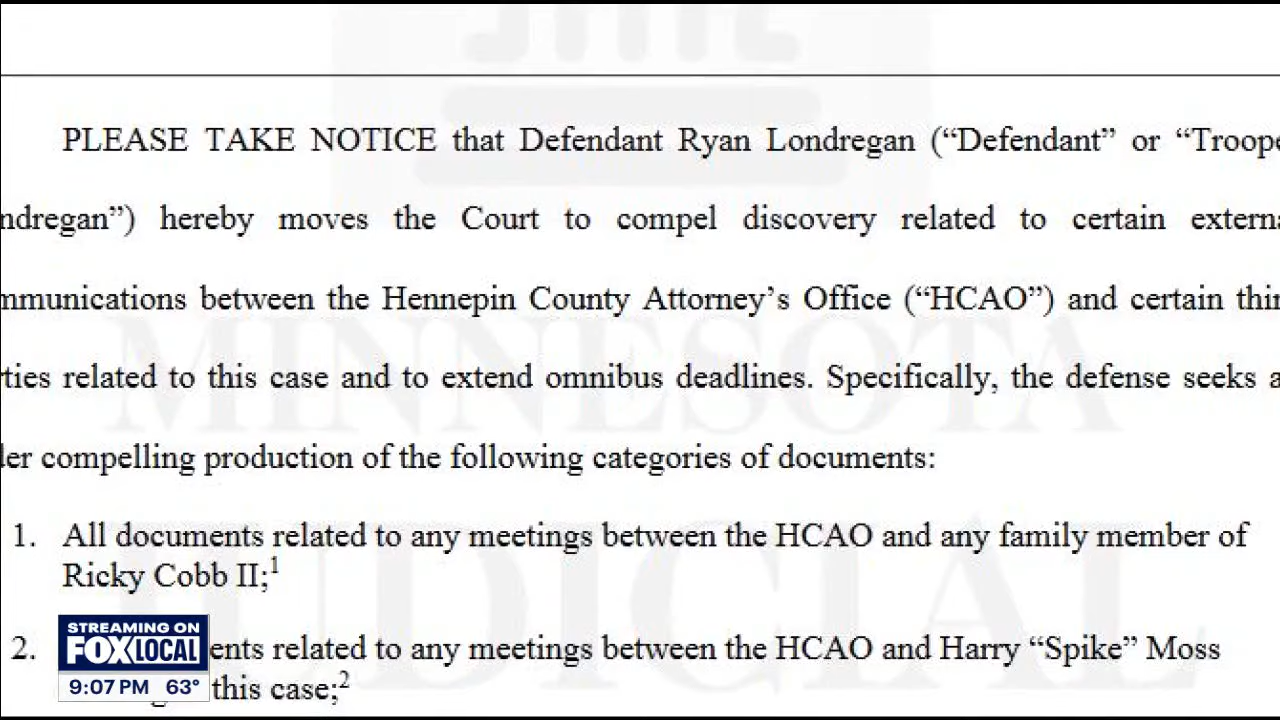 PLEASE TAKE NOTICE that Defendant Ryan Londregan (“Defendant” or “Troope
ndregan”) hereby moves the Court to compel discovery related to certain externa
mmunications between the Hennepin County Attorney’s Office (“HCAO”) and certain thir
rties related to this case and to extend omnibus deadlines. Specifically, the defense seeks a
der compelling production of the following categories of documents:
1. All documents related to any meetings between the HCAO and any family member of
Ricky Cobb II;1
2. ents related to any meetings between the HCAO and Harry “Spike” Moss
this case;2
STREAMING ON
FOX LOCAL
9:07 PM 63°
MINNESOTA
JUDICIAL